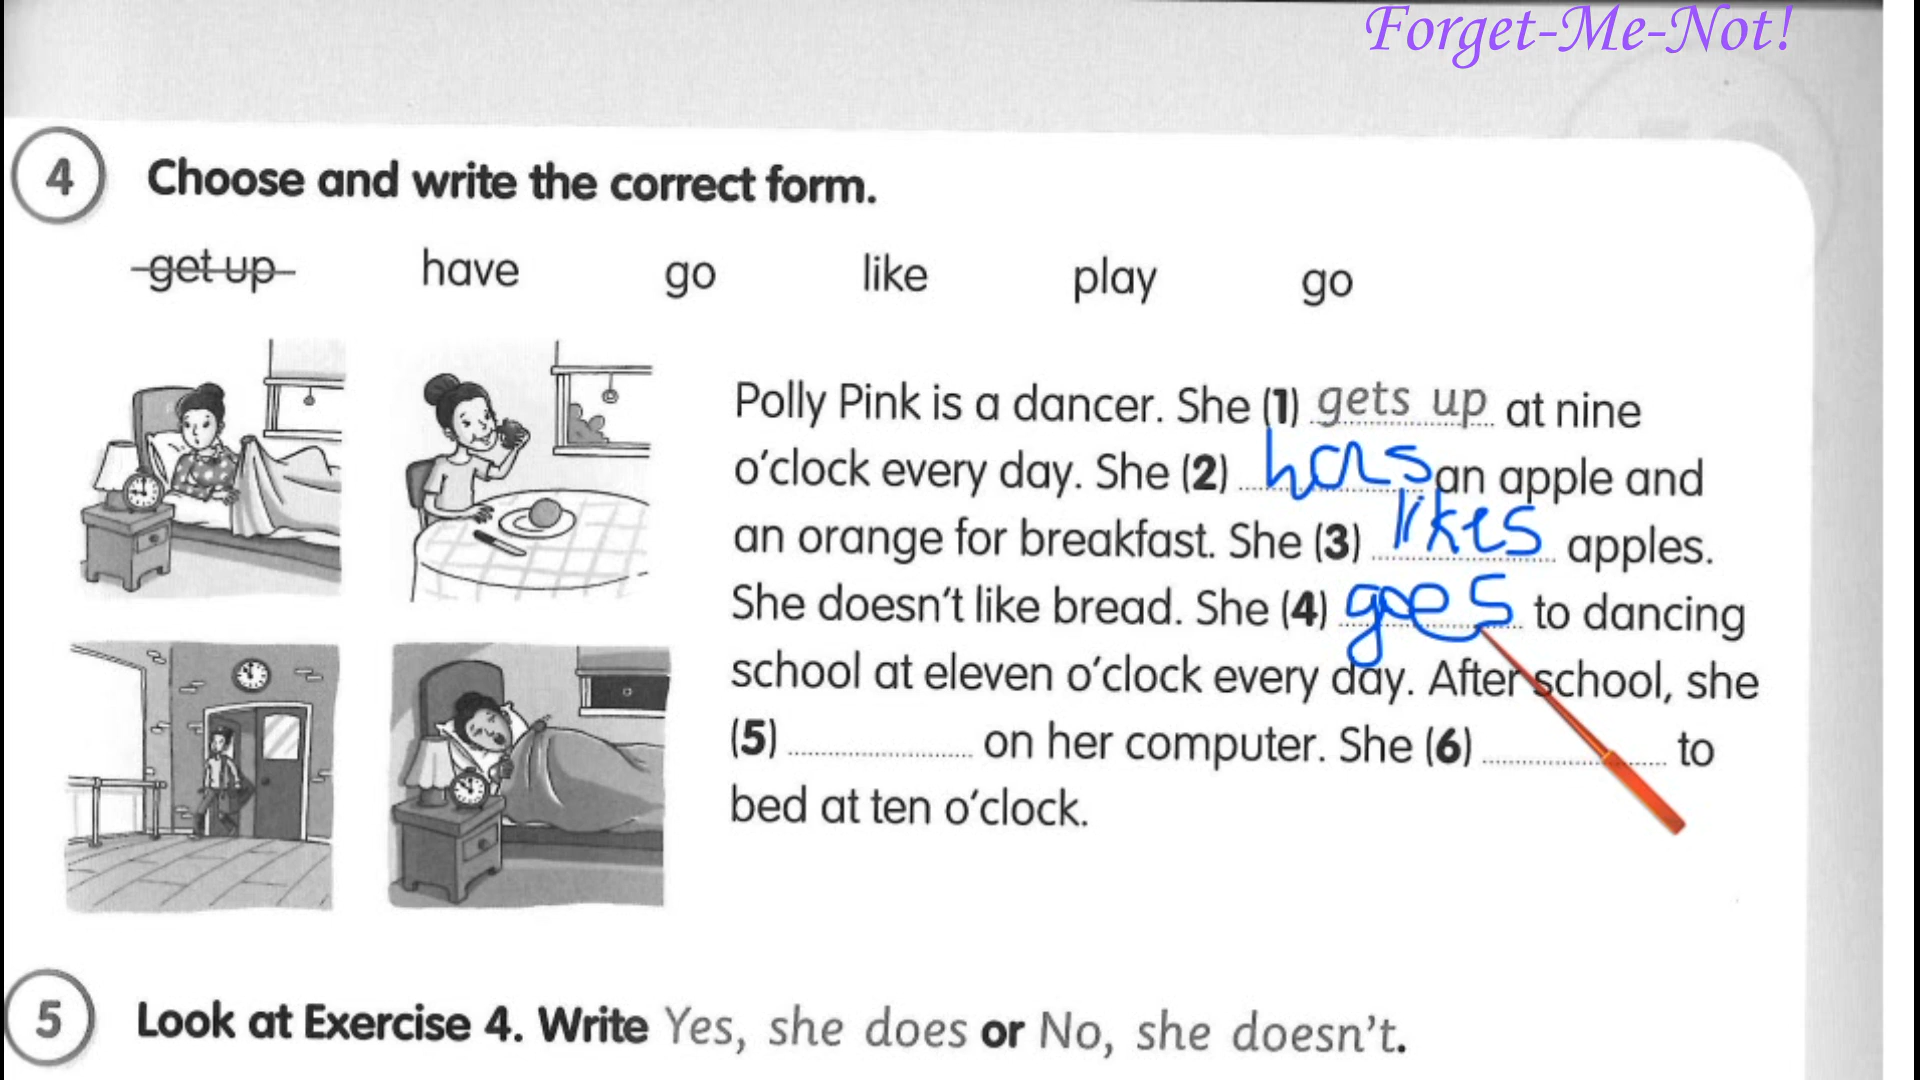 Forget-Me-Not!
4 Choose and write the correct form.
get up have go like play go
Polly Pink is a dancer. She (1) gets up at nine
o'clock every day. She (2) has an apple and
an orange for breakfast. She (3) likes apples.
She doesn't like bread. She (4) goes to dancing
school at eleven o'clock every day. After school, she
(5) on her computer. She (6) to
bed at ten o'clock.
5 Look at Exercise 4. Write Yes, she does or No, she doesn't.